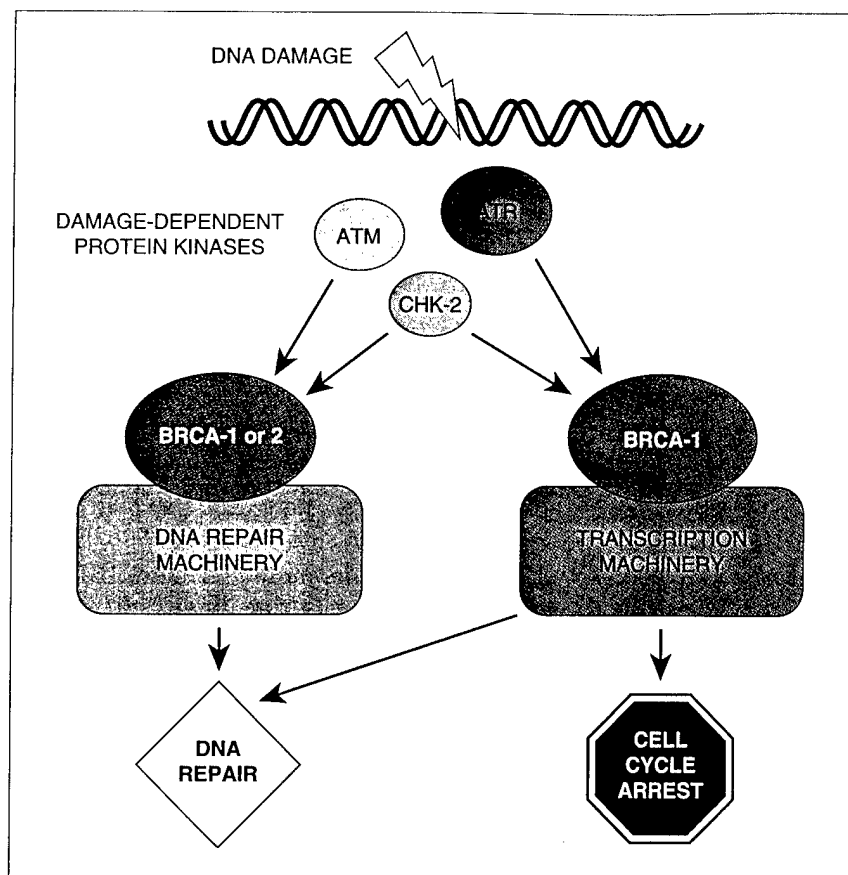 DNA DAMAGE
DAMAGE-DEPENDENT
PROTEIN KINASES
ATM
ATR
CHK-2
BRCA-1 or 2
BRCA-1
DNA REPAIR
MACHINERY
TRANSCRIPTION
MACHINERY
DNA
REPAIR
CELL
CYCLE
ARREST